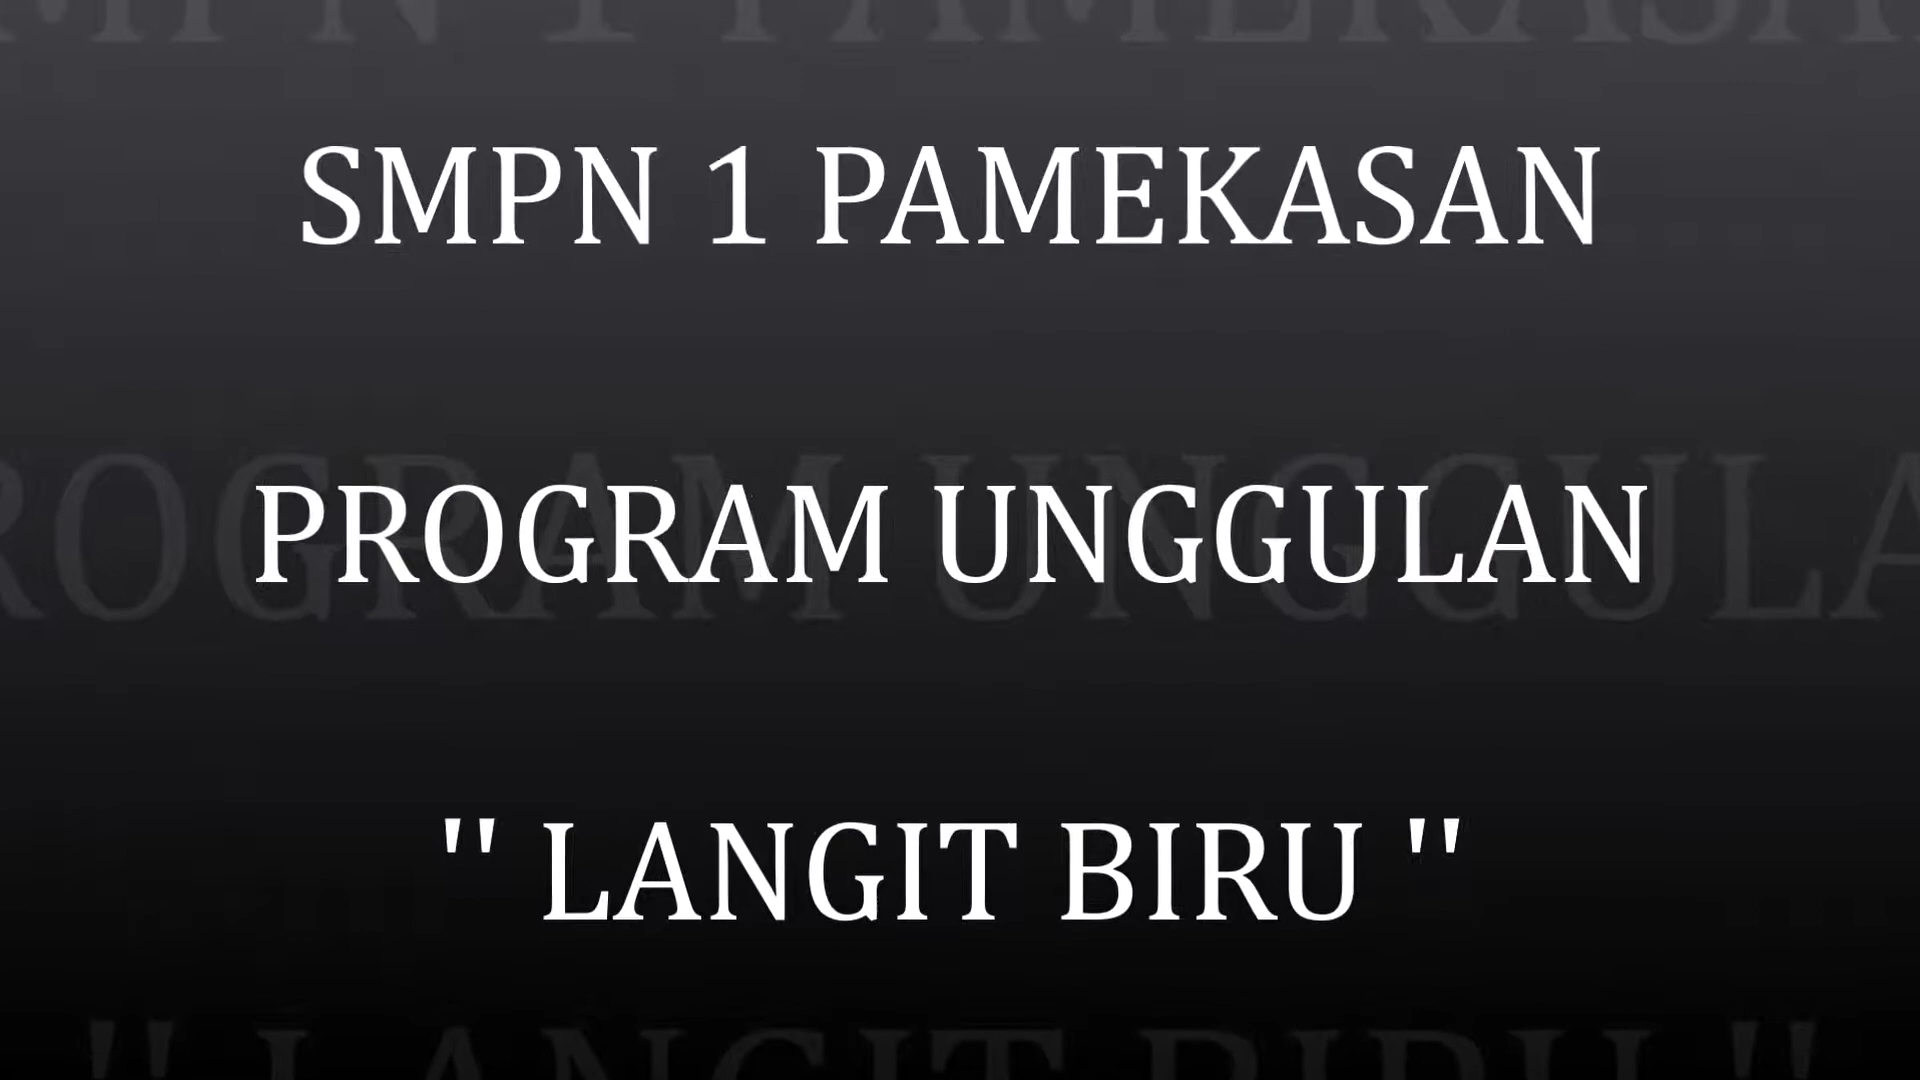 SMPN 1 PAMEKASAN
PROGRAM UNGGULAN
" LANGIT BIRU "